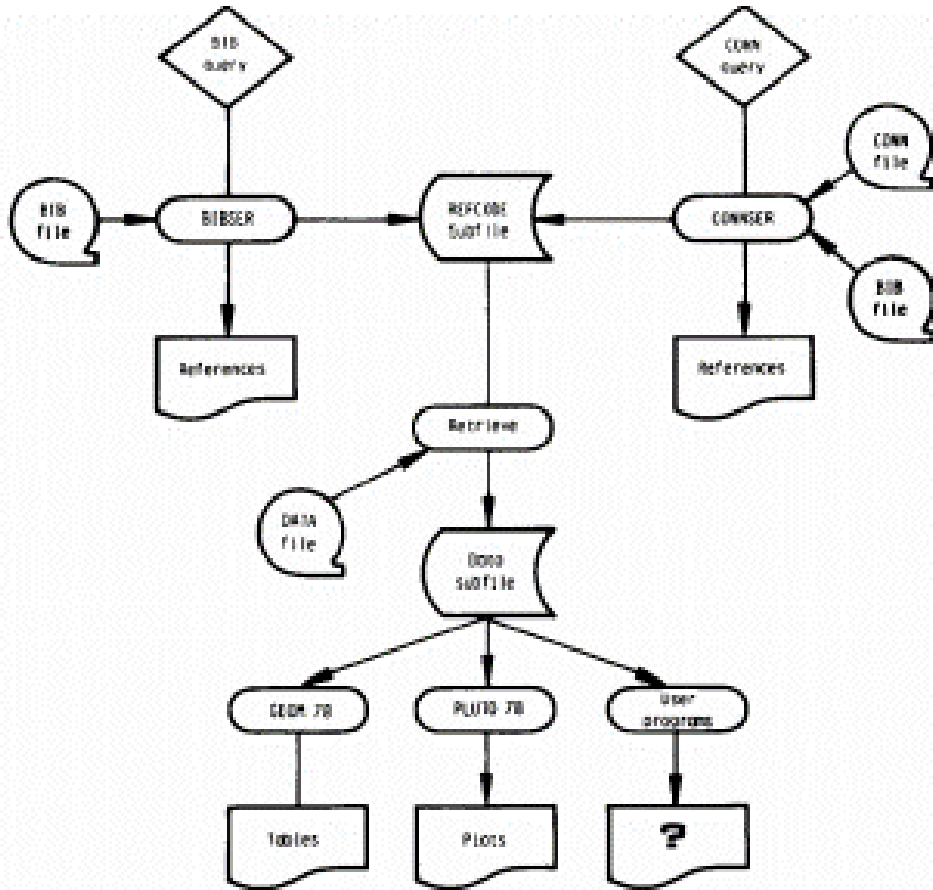 BIB
query
CONN
query
CONN
file
BIB
file
BIBSER
REFCODE
Subfile
CONNSER
BIB
file
References
References
Retrieve
DATA
file
Data
subfile
GEOM 78
PLUTO 78
User
programs
Tables
Plots
?